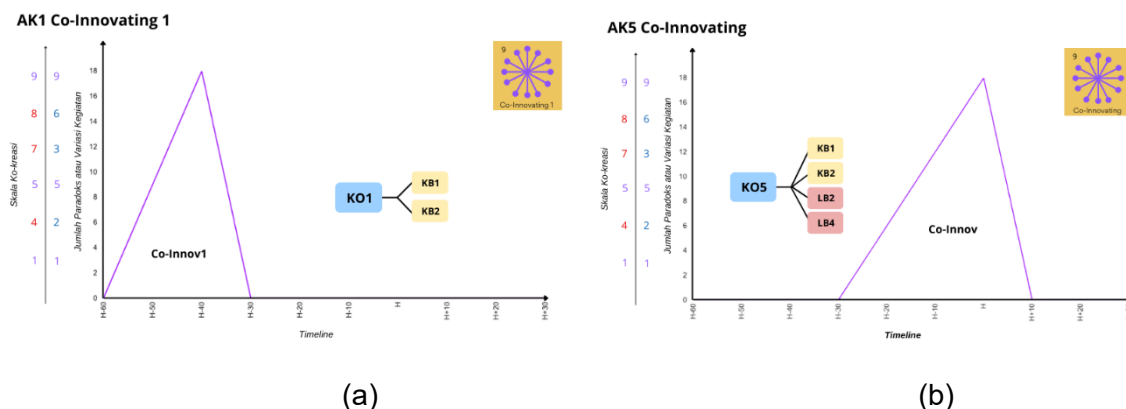 AK1 Co-Innovating 1
9
Co-Innovating 1
Skala Ko-kreasi
9 9
8 6
7 3
5 5
4 2
1 1
Jumlah Paradoks atau Variasi Kegiatan
18
16
14
12
10
8
6
4
2
0
KO1
KB1
KB2
Co-Innov1
H-60
H-50
H-40
H-30
H-20
H-10
H
H+10
H+20
H+30
Timeline
(a)
AK5 Co-Innovating
9
Co-Innovating
Skala Ko-kreasi
9 9
8 6
7 3
5 5
4 2
1 1
Jumlah Paradoks atau Variasi Kegiatan
18
16
14
12
10
8
6
4
2
0
KO5
KB1
KB2
LB2
LB4
Co-Innov
H-60
H-50
H-40
H-30
H-20
H-10
H
H+10
H+20
Timeline
(b)